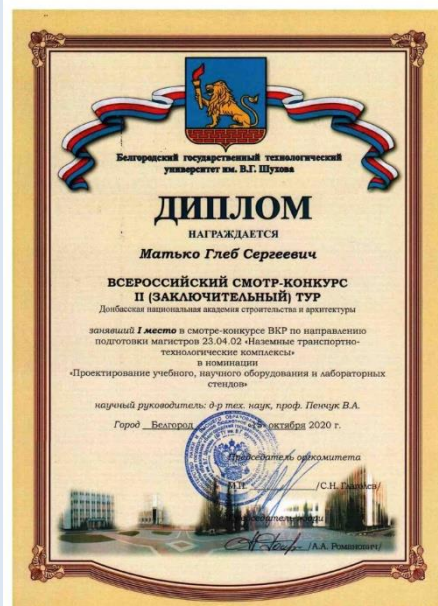 Белгородский государственный технологический
университет им. В.Г. Шухова
ДИПЛОМ
НАГРАЖДАЕТСЯ
Матько Глеб Сергеевич
ВСЕРОССИЙСКИЙ СМОТР-КОНКУРС
II (ЗАКЛЮЧИТЕЛЬНЫЙ) ТУР
Донбасская национальная академия строительства и архитектуры
занявший I место в смотре-конкурсе ВКР по направлению
подготовки магистров 23.04.02 «Наземные транспортно-
технологические комплексы»
в номинации
«Проектирование учебного, научного оборудования и лабораторных
стендов»
научный руководитель: д-р тех. наук, проф. Пенчук В.А.
Город Белгород октября 2020 г.
Председатель оргкомитета
М.П. /С.Н. Глаголев/
Председатель жюри
/А.А. Романович/